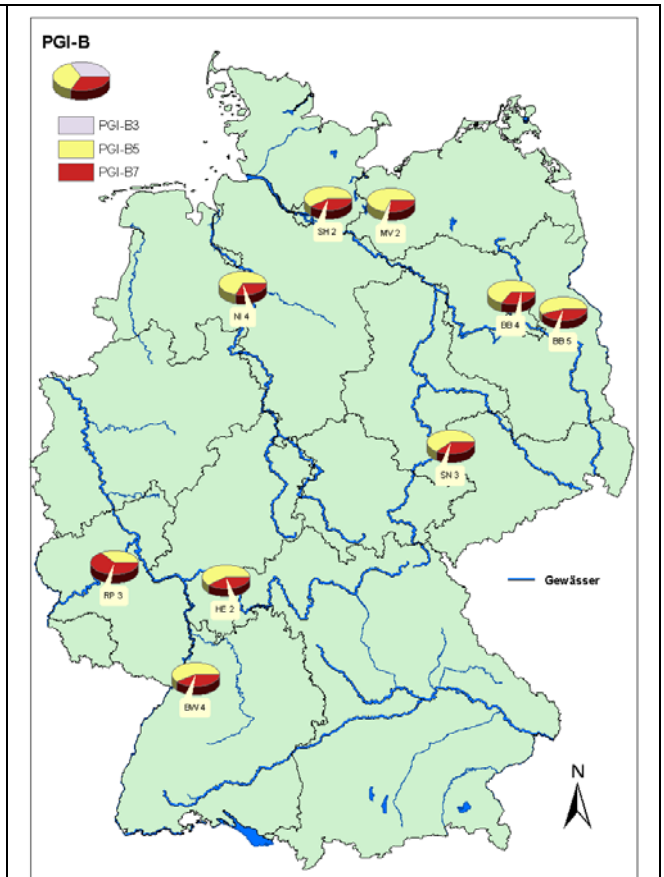 PGI-B
PGI-B3
PGI-B5
PGI-B7
SH 2
MV 2
NI 4
BB 4
BB 5
SN 3
RP 3
HE 2
Gewässer
BW 4
N